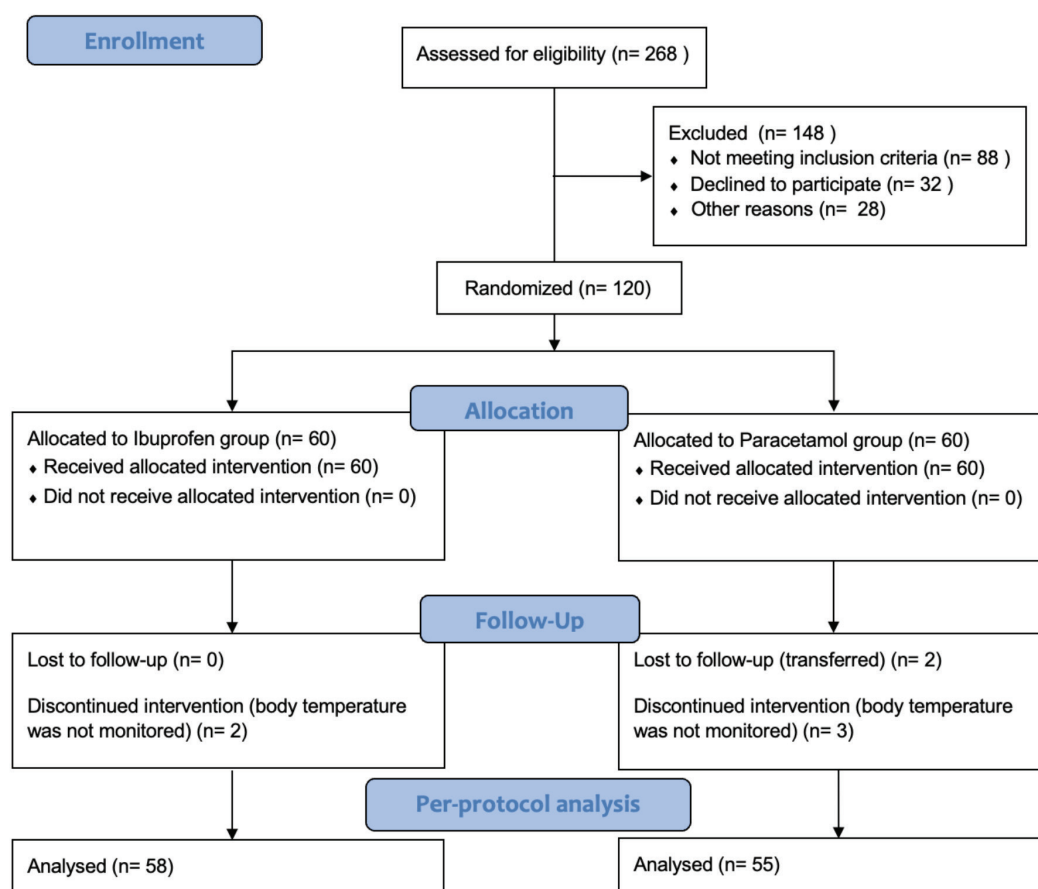 Enrollment
Assessed for eligibility (n= 268 )
Excluded (n= 148 )
♦ Not meeting inclusion criteria (n= 88 )
♦ Declined to participate (n= 32 )
♦ Other reasons (n= 28)
Randomized (n= 120)
Allocation
Allocated to Ibuprofen group (n= 60)
♦ Received allocated intervention (n= 60)
♦ Did not receive allocated intervention (n= 0)
Allocated to Paracetamol group (n= 60)
♦ Received allocated intervention (n= 60)
♦ Did not receive allocated intervention (n= 0)
Follow-Up
Lost to follow-up (n= 0)
Discontinued intervention (body temperature
was not monitored) (n= 2)
Lost to follow-up (transferred) (n= 2)
Discontinued intervention (body temperature
was not monitored) (n= 3)
Per-protocol analysis
Analysed (n= 58)
Analysed (n= 55)